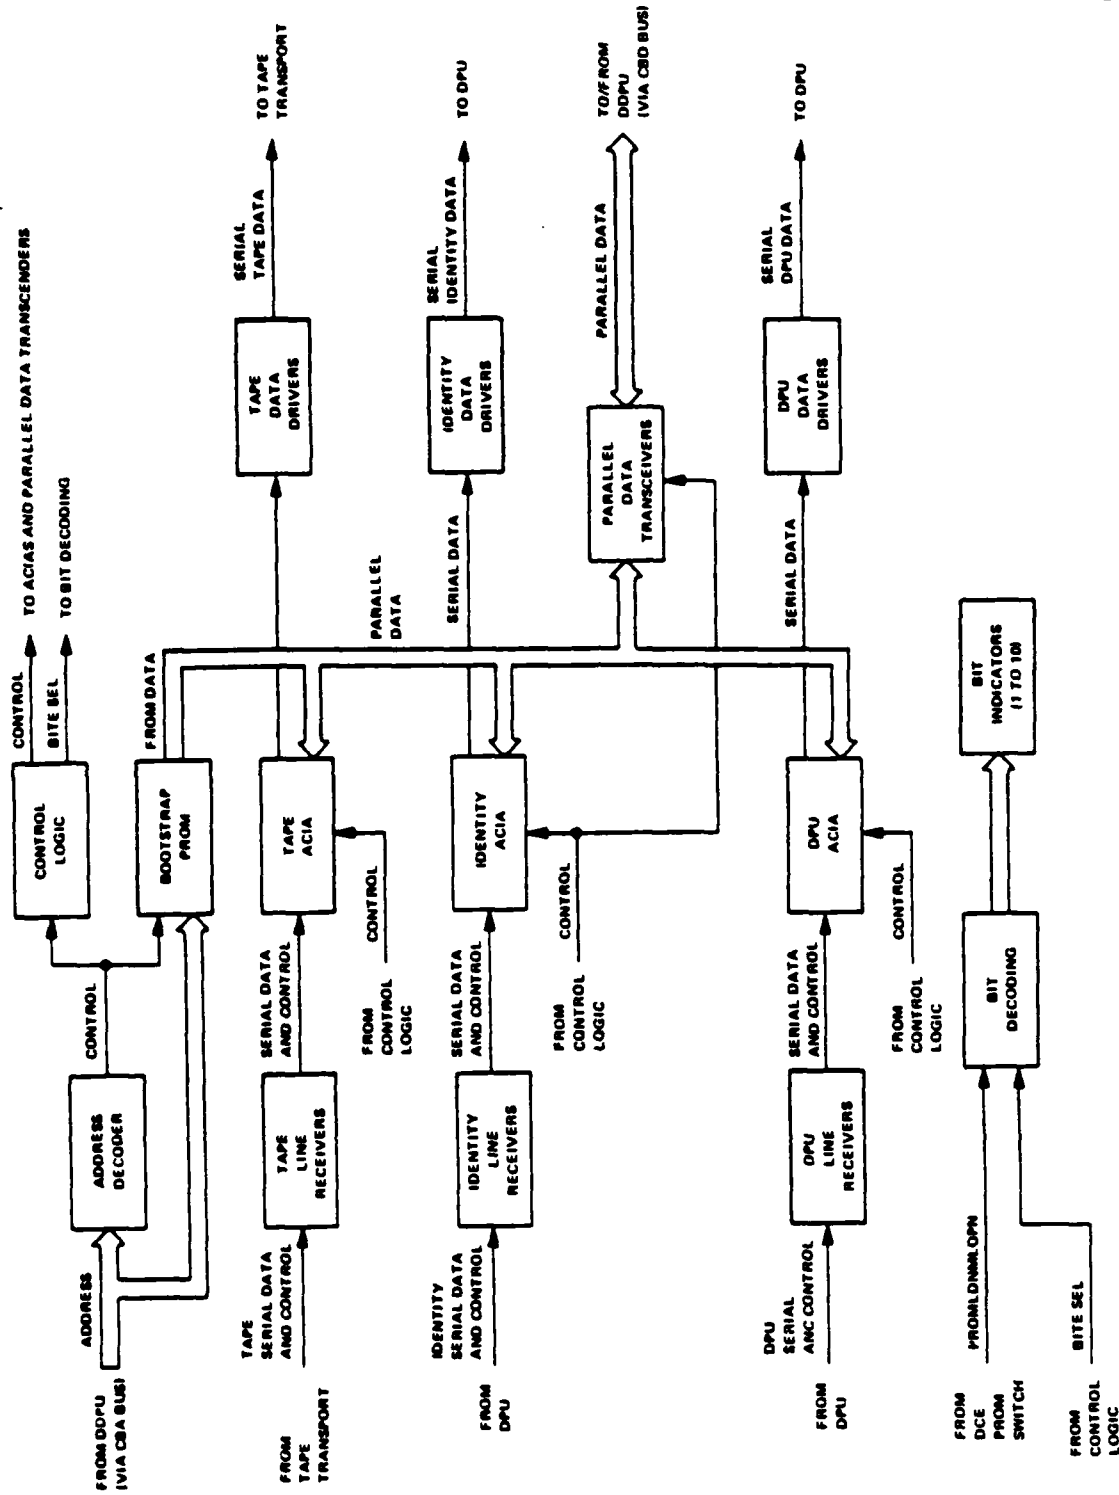 FROM DDPU
(VIA CBA BUS)
ADDRESS
ADDRESS
DECODER
CONTROL
CONTROL
LOGIC
CONTROL
TO ACIAS AND PARALLEL DATA TRANSCENDERS
BITE SEL
TO BIT DECODING
BOOTSTRAP
PROM
FROM DATA
FROM
TAPE
TRANSPORT
TAPE
SERIAL DATA
AND CONTROL
TAPE
LINE
RECEIVERS
SERIAL DATA
AND CONTROL
FROM
CONTROL
LOGIC
CONTROL
TAPE
ACIA
TAPE
DATA
DRIVERS
SERIAL
TAPE DATA
TO TAPE
TRANSPORT
PARALLEL
DATA
FROM
DPU
IDENTITY
SERIAL DATA
AND CONTROL
IDENTITY
LINE
RECEIVERS
SERIAL DATA
AND CONTROL
FROM
CONTROL
LOGIC
CONTROL
IDENTITY
ACIA
SERIAL DATA
IDENTITY
DATA
DRIVERS
SERIAL
IDENTITY DATA
TO DPU
PARALLEL
DATA
TRANSCEIVERS
PARALLEL DATA
TO/FROM
DDPU
(VIA CBD BUS)
FROM
DPU
DPU
SERIAL
ANC CONTROL
DPU
LINE
RECEIVERS
SERIAL DATA
AND CONTROL
FROM
CONTROL
LOGIC
CONTROL
DPU
ACIA
SERIAL DATA
DPU
DATA
DRIVERS
SERIAL
DPU DATA
TO DPU
FROM
DCE
PROM
SWITCH
PROMLDNMLOPN
FROM
CONTROL
LOGIC
BITE SEL
BIT
DECODING
BIT
INDICATORS
(1 TO 10)